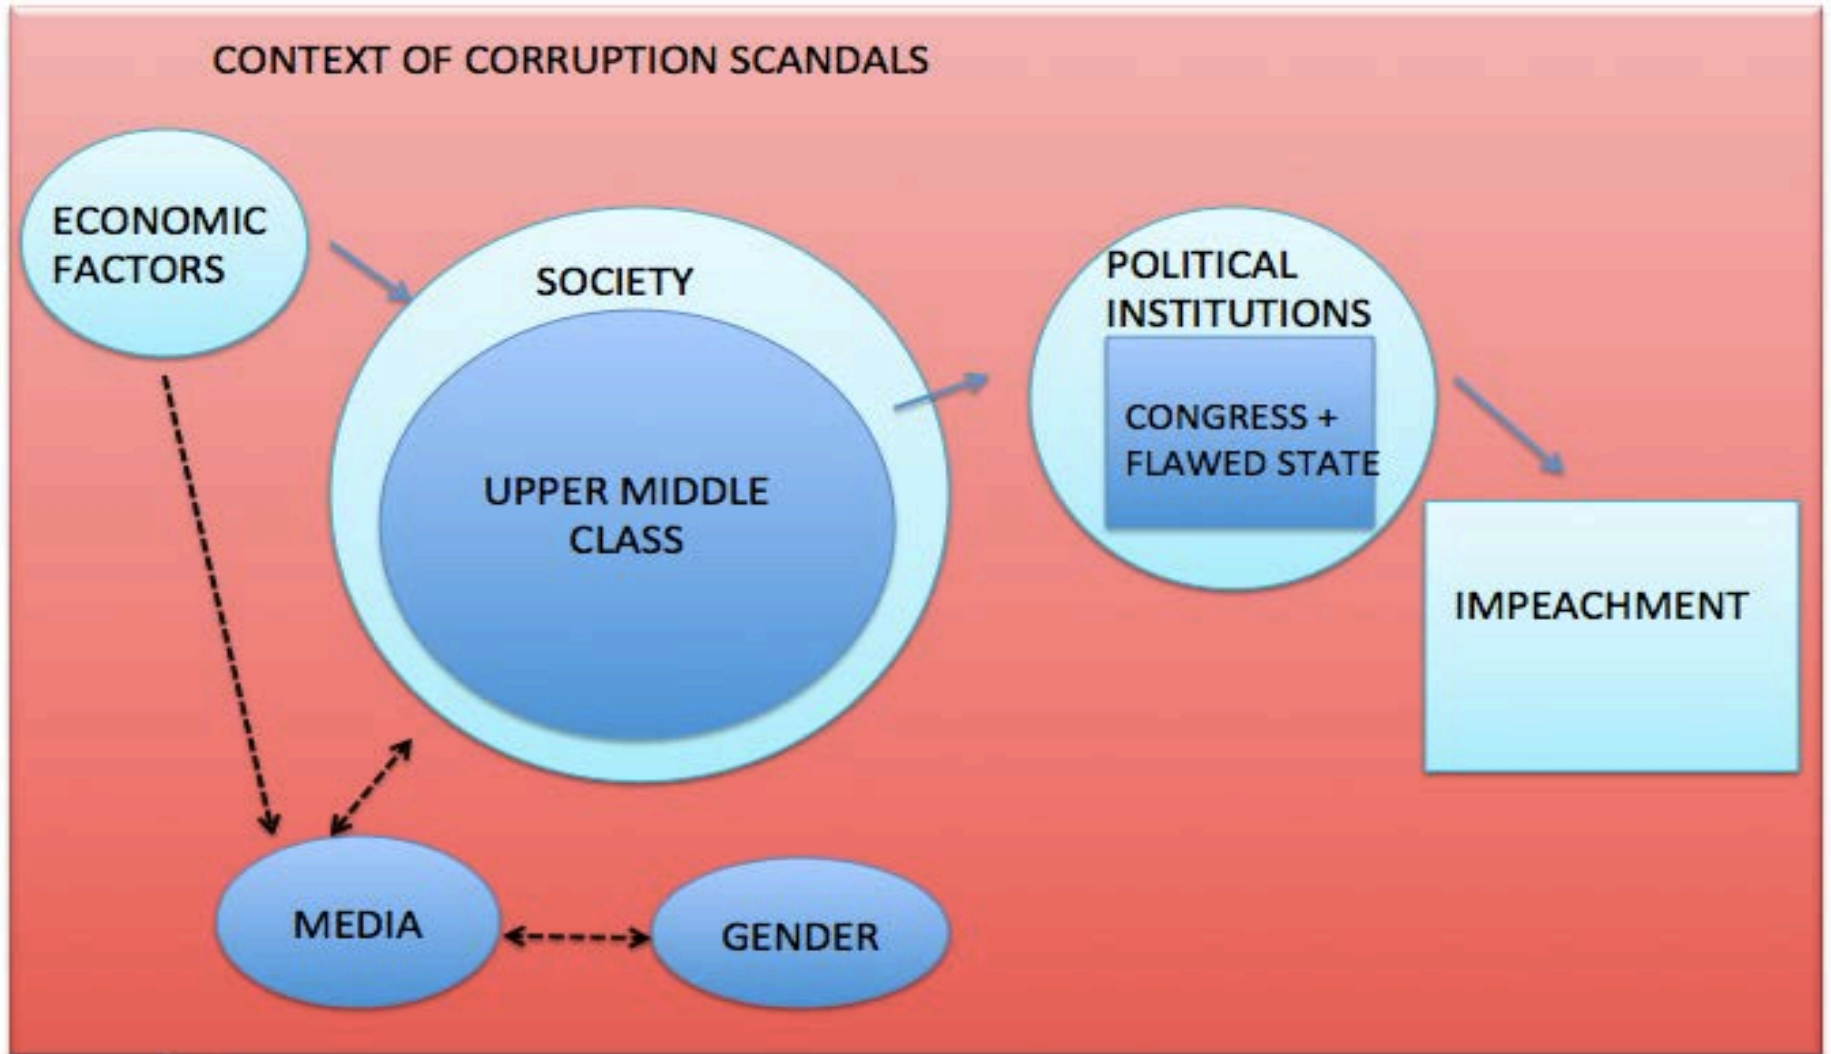 CONTEXT OF CORRUPTION SCANDALS
ECONOMIC
FACTORS
SOCIETY
UPPER MIDDLE
CLASS
POLITICAL
INSTITUTIONS
CONGRESS +
FLAWED STATE
IMPEACHMENT
MEDIA
GENDER